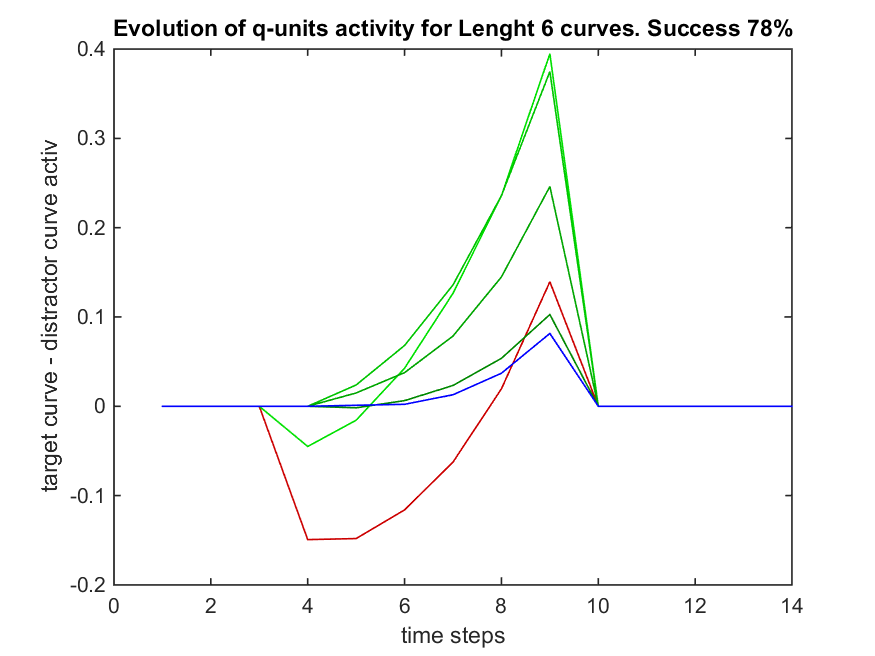 Evolution of q-units activity for Lenght 6 curves. Success 78%
target curve - distractor curve activ
0.4
0.3
0.2
0.1
0
-0.1
-0.2
0 2 4 6 8 10 12 14
time steps